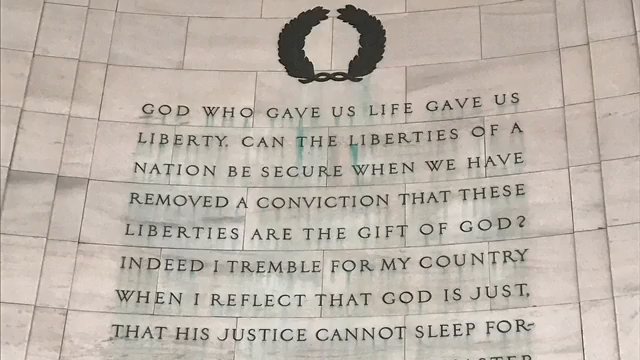 GOD WHO GAVE US LIFE GAVE US
LIBERTY. CAN THE LIBERTIES OF A
NATION BE SECURE WHEN WE HAVE
REMOVED A CONVICTION THAT THESE
LIBERTIES ARE THE GIFT OF GOD?
INDEED I TREMBLE FOR MY COUNTRY
WHEN I REFLECT THAT GOD IS JUST,
THAT HIS JUSTICE CANNOT SLEEP FOR-